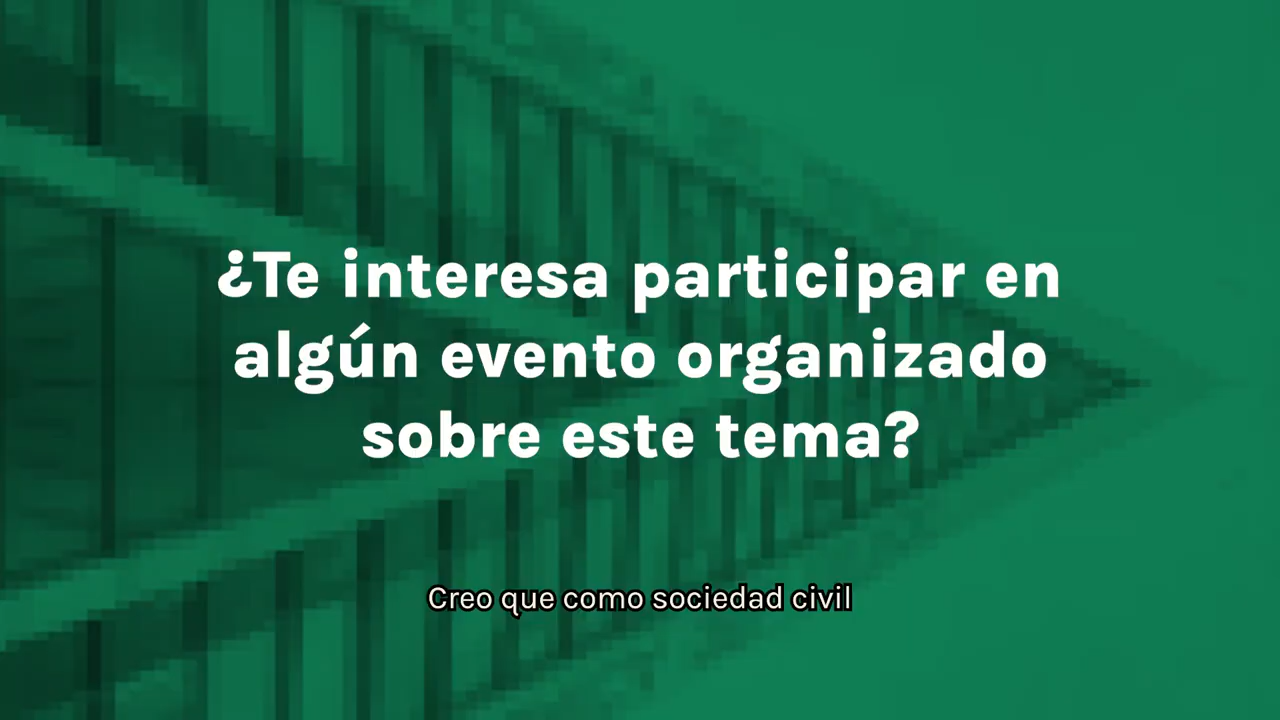 ¿Te interesa participar en
algún evento organizado
sobre este tema?
Creo que como sociedad civil